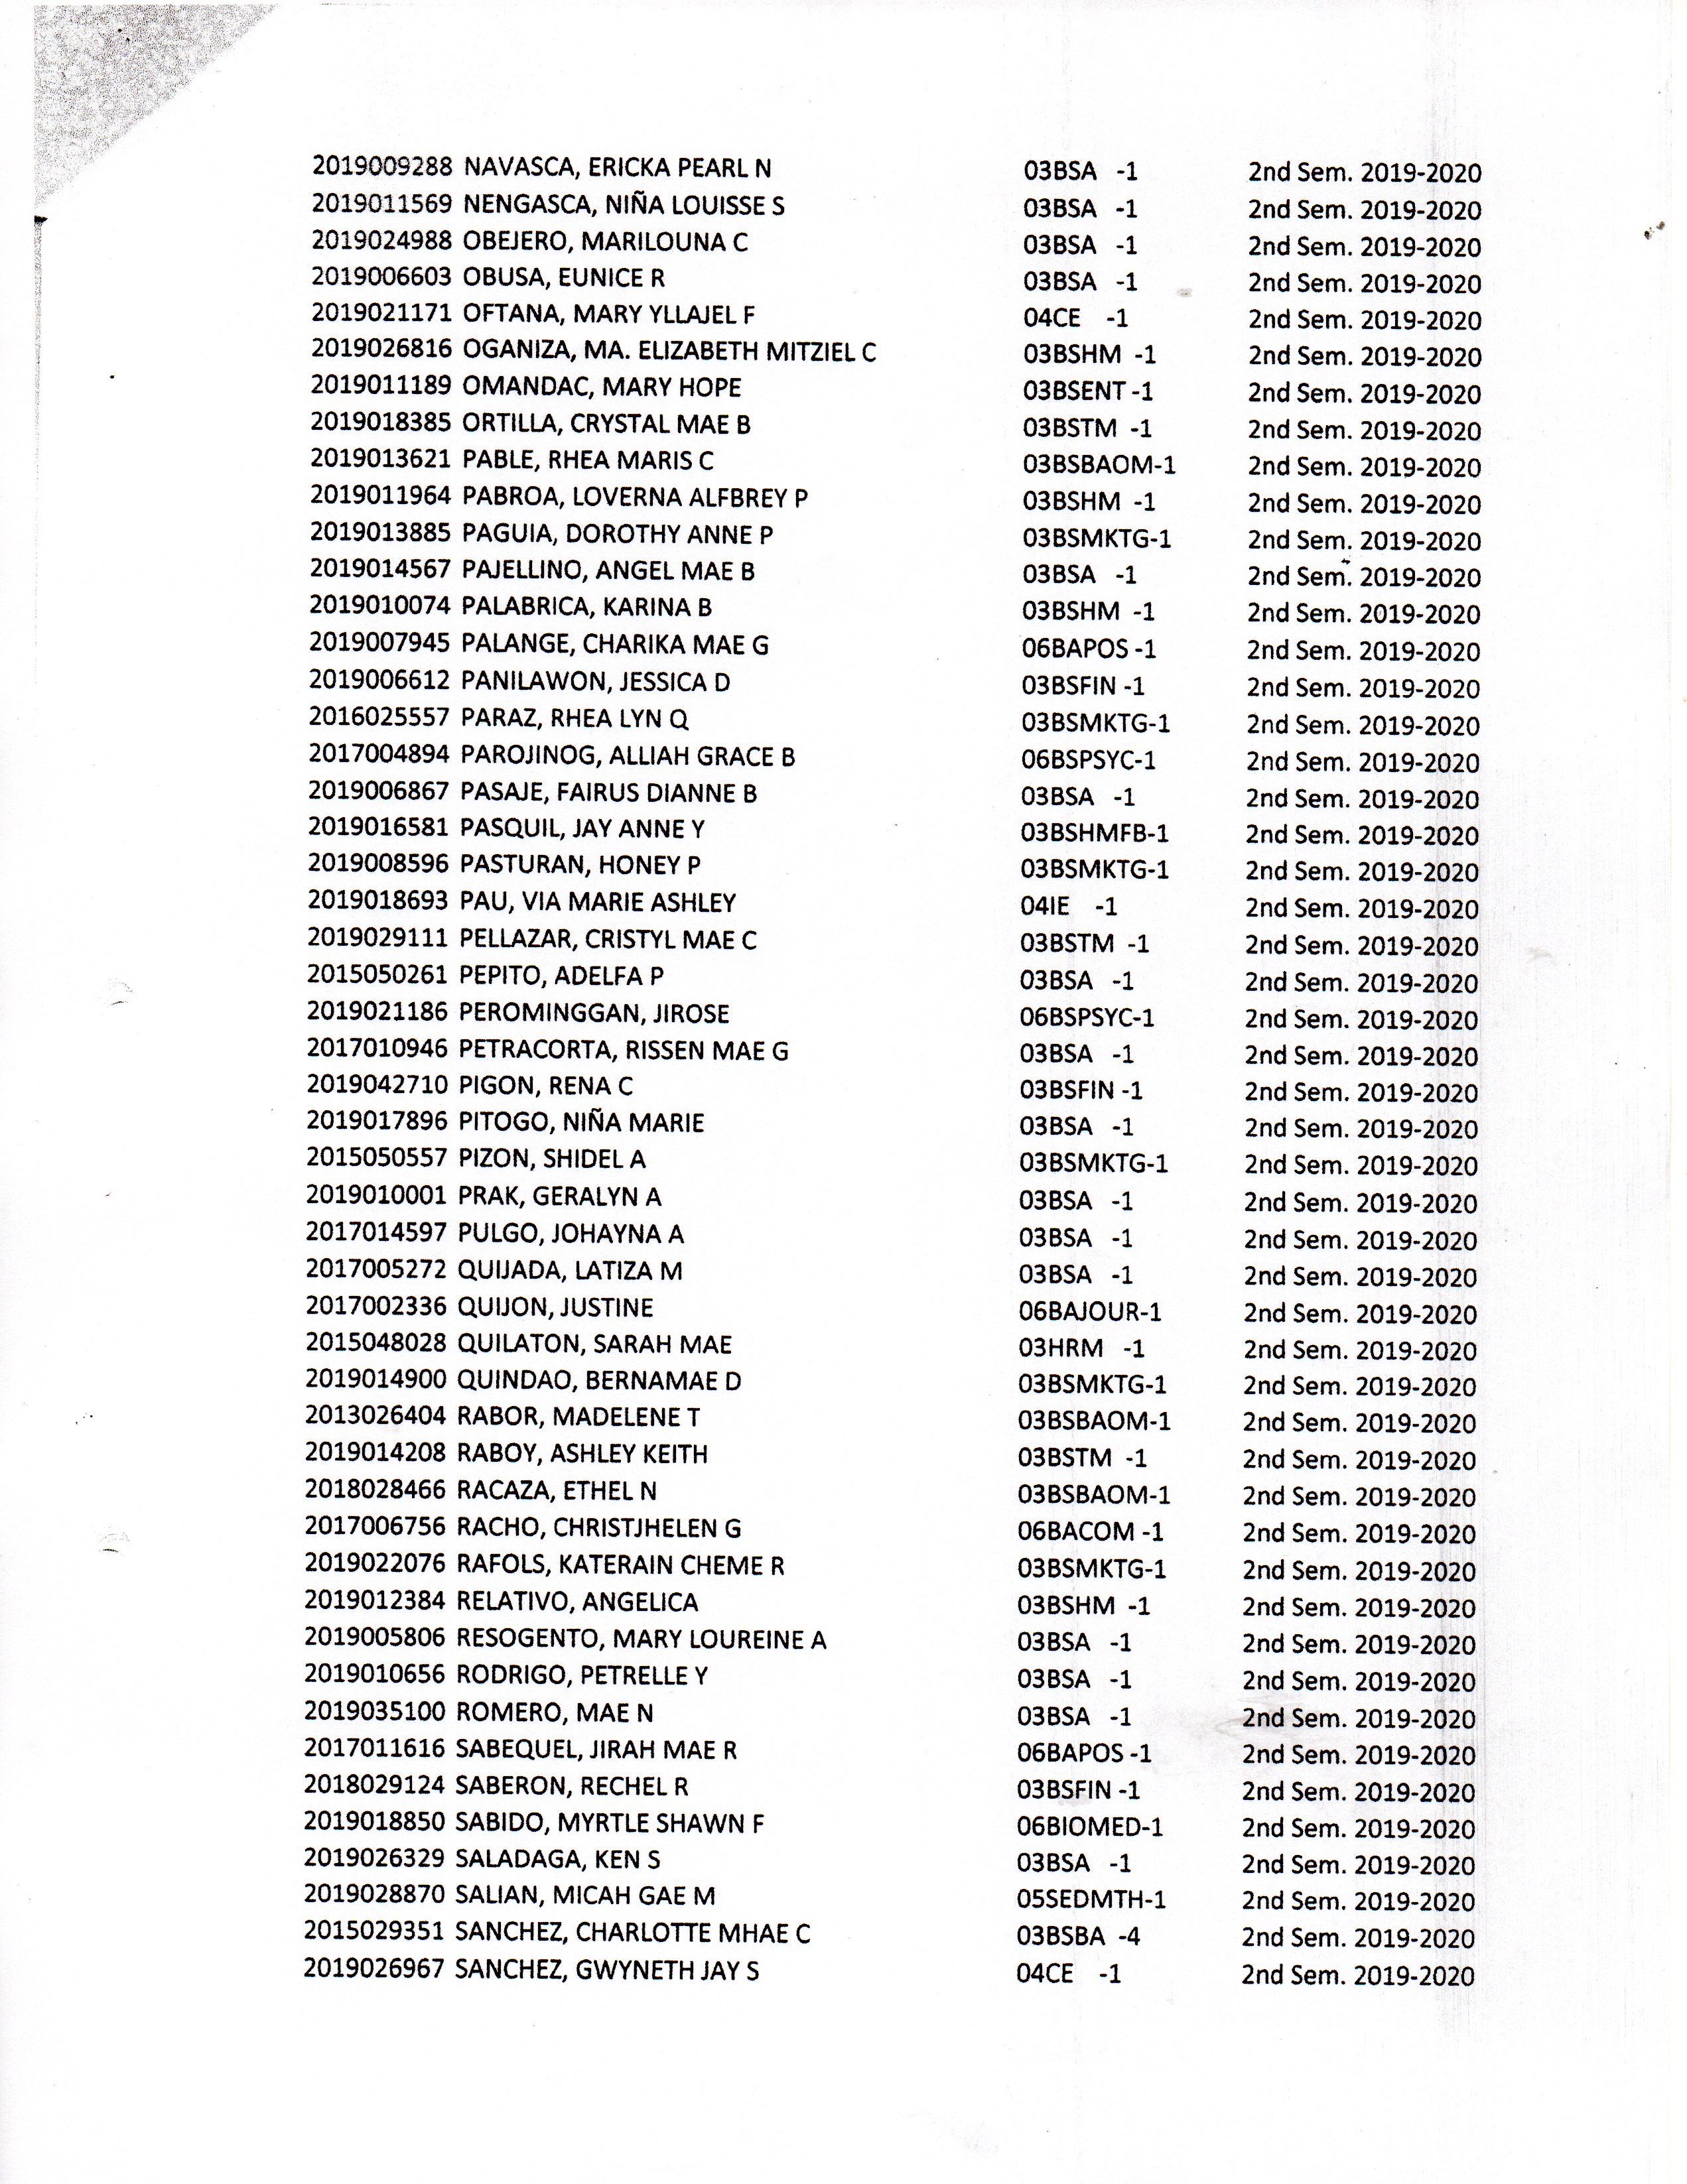 2019009288 NAVASCA, ERICKA PEARL N 03BSA -1 2nd Sem. 2019-2020
2019011569 NENGASCA, NIÑA LOUISSE S 03BSA -1 2nd Sem. 2019-2020
2019024988 OBEJERO, MARILOUNA C 03BSA -1 2nd Sem. 2019-2020
2019006603 OBUSA, EUNICE R 03BSA -1 2nd Sem. 2019-2020
2019021171 OFTANA, MARY YLLAJEL F 04CE -1 2nd Sem. 2019-2020
2019026816 OGANIZA, MA. ELIZABETH MITZIEL C 03BSHM -1 2nd Sem. 2019-2020
2019011189 OMANDAC, MARY HOPE 03BSENT -1 2nd Sem. 2019-2020
2019018385 ORTILLA, CRYSTAL MAE B 03BSTM -1 2nd Sem. 2019-2020
2019013621 PABLE, RHEA MARIS C 03BSBAOM-1 2nd Sem. 2019-2020
2019011964 PABROA, LOVERNA ALFBREY P 03BSHM -1 2nd Sem. 2019-2020
2019013885 PAGUIA, DOROTHY ANNE P 03BSMKTG-1 2nd Sem. 2019-2020
2019014567 PAJELLINO, ANGEL MAE B 03BSA -1 2nd Sem. 2019-2020
2019010074 PALABRICA, KARINA B 03BSHM -1 2nd Sem. 2019-2020
2019007945 PALANGE, CHARIKA MAE G 06BAPOS -1 2nd Sem. 2019-2020
2019006612 PANILAWON, JESSICA D 03BSFIN -1 2nd Sem. 2019-2020
2016025557 PARAZ, RHEA LYN Q 03BSMKTG-1 2nd Sem. 2019-2020
2017004894 PAROJINOG, ALLIAH GRACE B 06BSPSYC-1 2nd Sem. 2019-2020
2019006867 PASAJE, FAIRUS DIANNE B 03BSA -1 2nd Sem. 2019-2020
2019016581 PASQUIL, JAY ANNE Y 03BSHMFB-1 2nd Sem. 2019-2020
2019008596 PASTURAN, HONEY P 03BSMKTG-1 2nd Sem. 2019-2020
2019018693 PAU, VIA MARIE ASHLEY 04IE -1 2nd Sem. 2019-2020
2019029111 PELLAZAR, CRISTYL MAE C 03BSTM -1 2nd Sem. 2019-2020
2015050261 PEPITO, ADELFA P 03BSA -1 2nd Sem. 2019-2020
2019021186 PEROMINGGAN, JIROSE 06BSPSYC-1 2nd Sem. 2019-2020
2017010946 PETRACORTA, RISSEN MAE G 03BSA -1 2nd Sem. 2019-2020
2019042710 PIGON, RENA C 03BSFIN -1 2nd Sem. 2019-2020
2019017896 PITOGO, NIÑA MARIE 03BSA -1 2nd Sem. 2019-2020
2015050557 PIZON, SHIDEL A 03BSMKTG-1 2nd Sem. 2019-2020
2019010001 PRAK, GERALYN A 03BSA -1 2nd Sem. 2019-2020
2017014597 PULGO, JOHAYNA A 03BSA -1 2nd Sem. 2019-2020
2017005272 QUIJADA, LATIZA M 03BSA -1 2nd Sem. 2019-2020
2017002336 QUIJON, JUSTINE 06BAJOUR-1 2nd Sem. 2019-2020
2015048028 QUILATON, SARAH MAE 03HRM -1 2nd Sem. 2019-2020
2019014900 QUINDAO, BERNAMAE D 03BSMKTG-1 2nd Sem. 2019-2020
2013026404 RABOR, MADELENE T 03BSBAOM-1 2nd Sem. 2019-2020
2019014208 RABOY, ASHLEY KEITH 03BSTM -1 2nd Sem. 2019-2020
2018028466 RACAZA, ETHEL N 03BSBAOM-1 2nd Sem. 2019-2020
2017006756 RACHO, CHRISTJHELEN G 06BACOM -1 2nd Sem. 2019-2020
2019022076 RAFOLS, KATERAIN CHEME R 03BSMKTG-1 2nd Sem. 2019-2020
2019012384 RELATIVO, ANGELICA 03BSHM -1 2nd Sem. 2019-2020
2019005806 RESOGENTO, MARY LOUREINE A 03BSA -1 2nd Sem. 2019-2020
2019010656 RODRIGO, PETRELLE Y 03BSA -1 2nd Sem. 2019-2020
2019035100 ROMERO, MAE N 03BSA -1 2nd Sem. 2019-2020
2017011616 SABEQUEL, JIRAH MAE R 06BAPOS -1 2nd Sem. 2019-2020
2018029124 SABERON, RECHEL R 03BSFIN -1 2nd Sem. 2019-2020
2019018850 SABIDO, MYRTLE SHAWN F 06BIOMED-1 2nd Sem. 2019-2020
2019026329 SALADAGA, KEN S 03BSA -1 2nd Sem. 2019-2020
2019028870 SALIAN, MICAH GAE M 05SEDMTH-1 2nd Sem. 2019-2020
2015029351 SANCHEZ, CHARLOTTE MHAE C 03BSBA -4 2nd Sem. 2019-2020
2019026967 SANCHEZ, GWYNETH JAY S 04CE -1 2nd Sem. 2019-2020